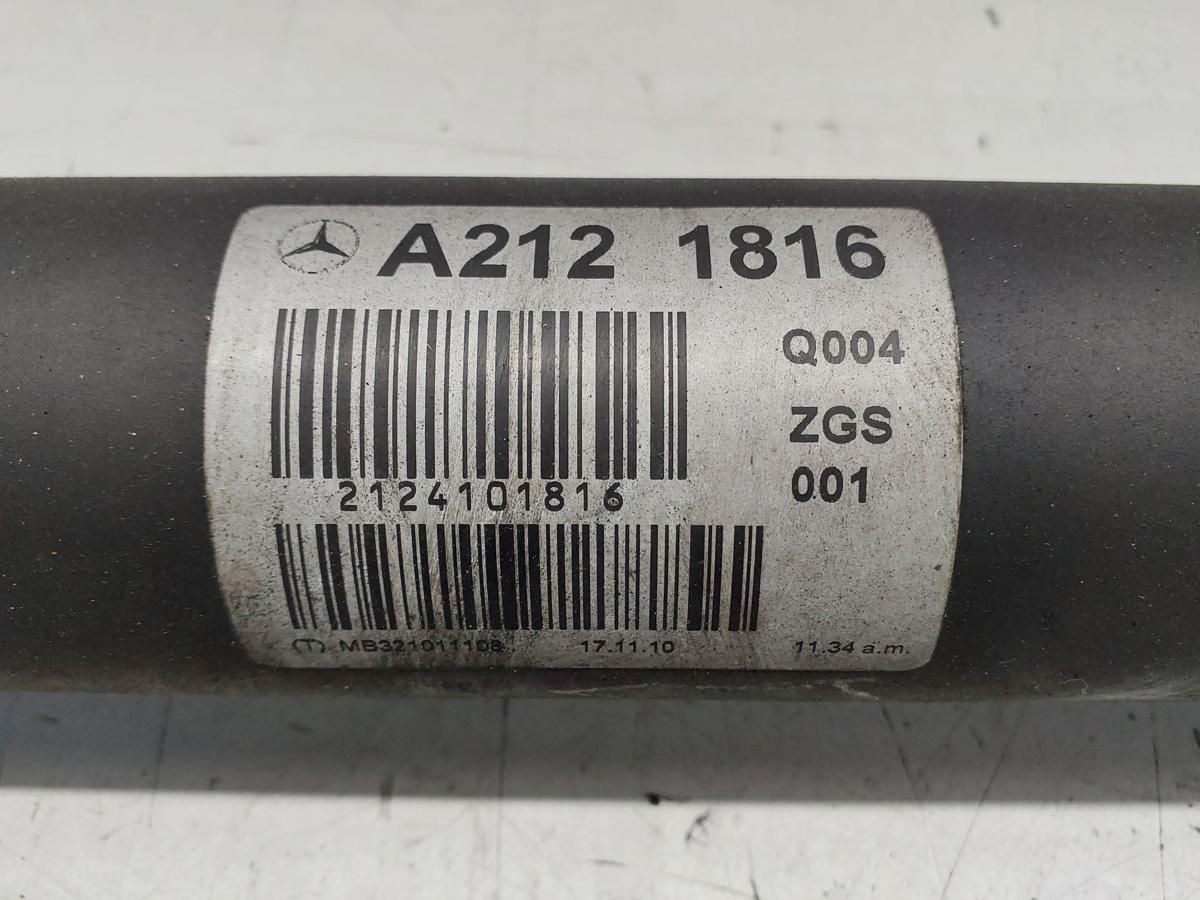 A212 1816
Q004
ZGS
001
2124101816
(T) MB321011108 17.11.10 11.34 a.m.